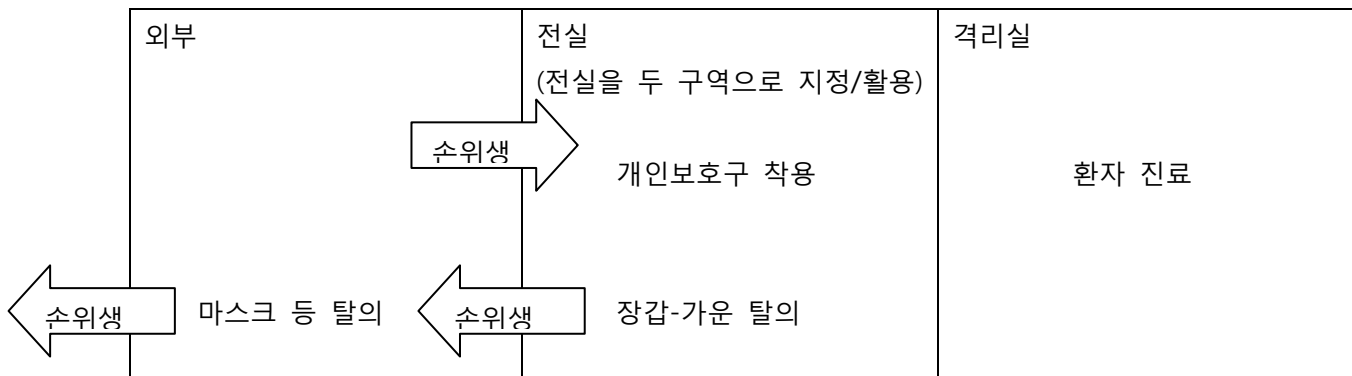 외부
전실
격리실
(전실을 두 구역으로 지정/활용)
손위생
개인보호구 착용
환자 진료
손위생
마스크 등 탈의
손위생
장갑-가운 탈의